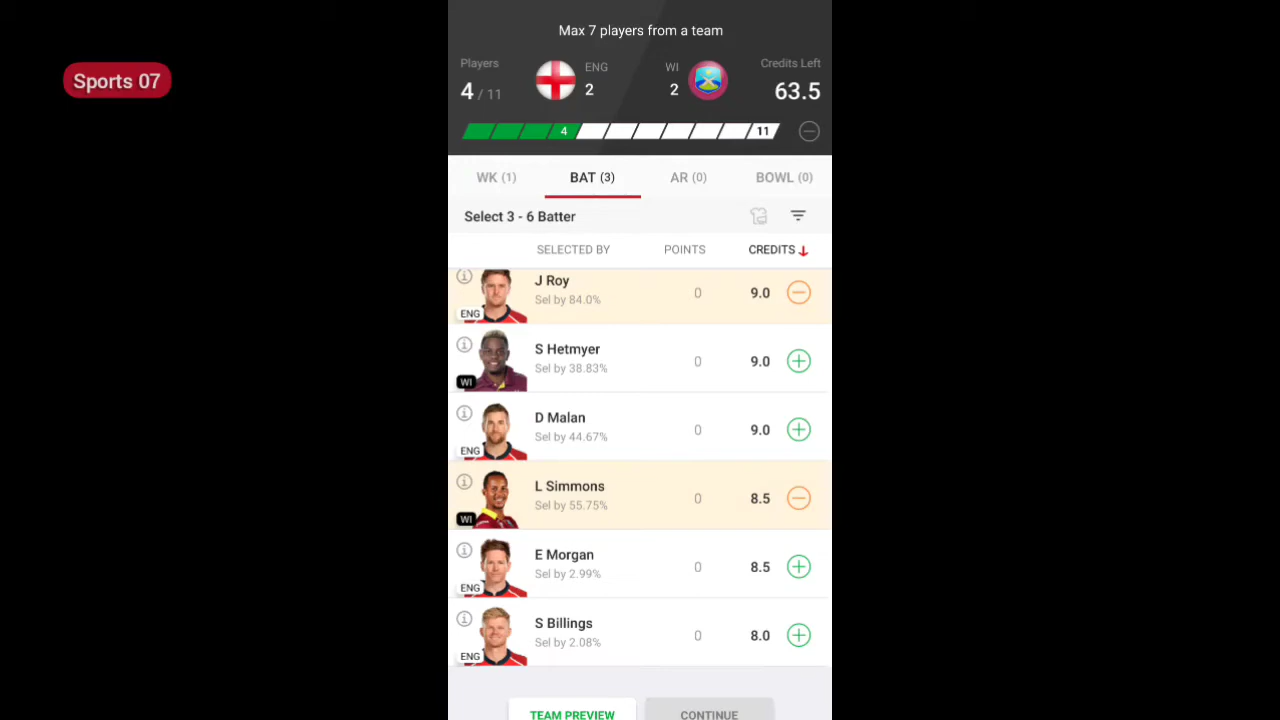 Max 7 players from a team
Sports 07
Players
ENG
WI
Credits Left
4 / 11
2
2
63.5
4
11
WK (1)
BAT (3)
AR (0)
BOWL (0)
Select 3 - 6 Batter
SELECTED BY
POINTS
CREDITS
J Roy
Sel by 84.0%
0
9.0
ENG
S Hetmyer
Sel by 38.83%
0
9.0
WI
D Malan
Sel by 44.67%
0
9.0
ENG
L Simmons
Sel by 55.75%
0
8.5
WI
E Morgan
Sel by 2.99%
0
8.5
ENG
S Billings
Sel by 2.08%
0
8.0
ENG
TEAM PREVIEW
CONTINUE